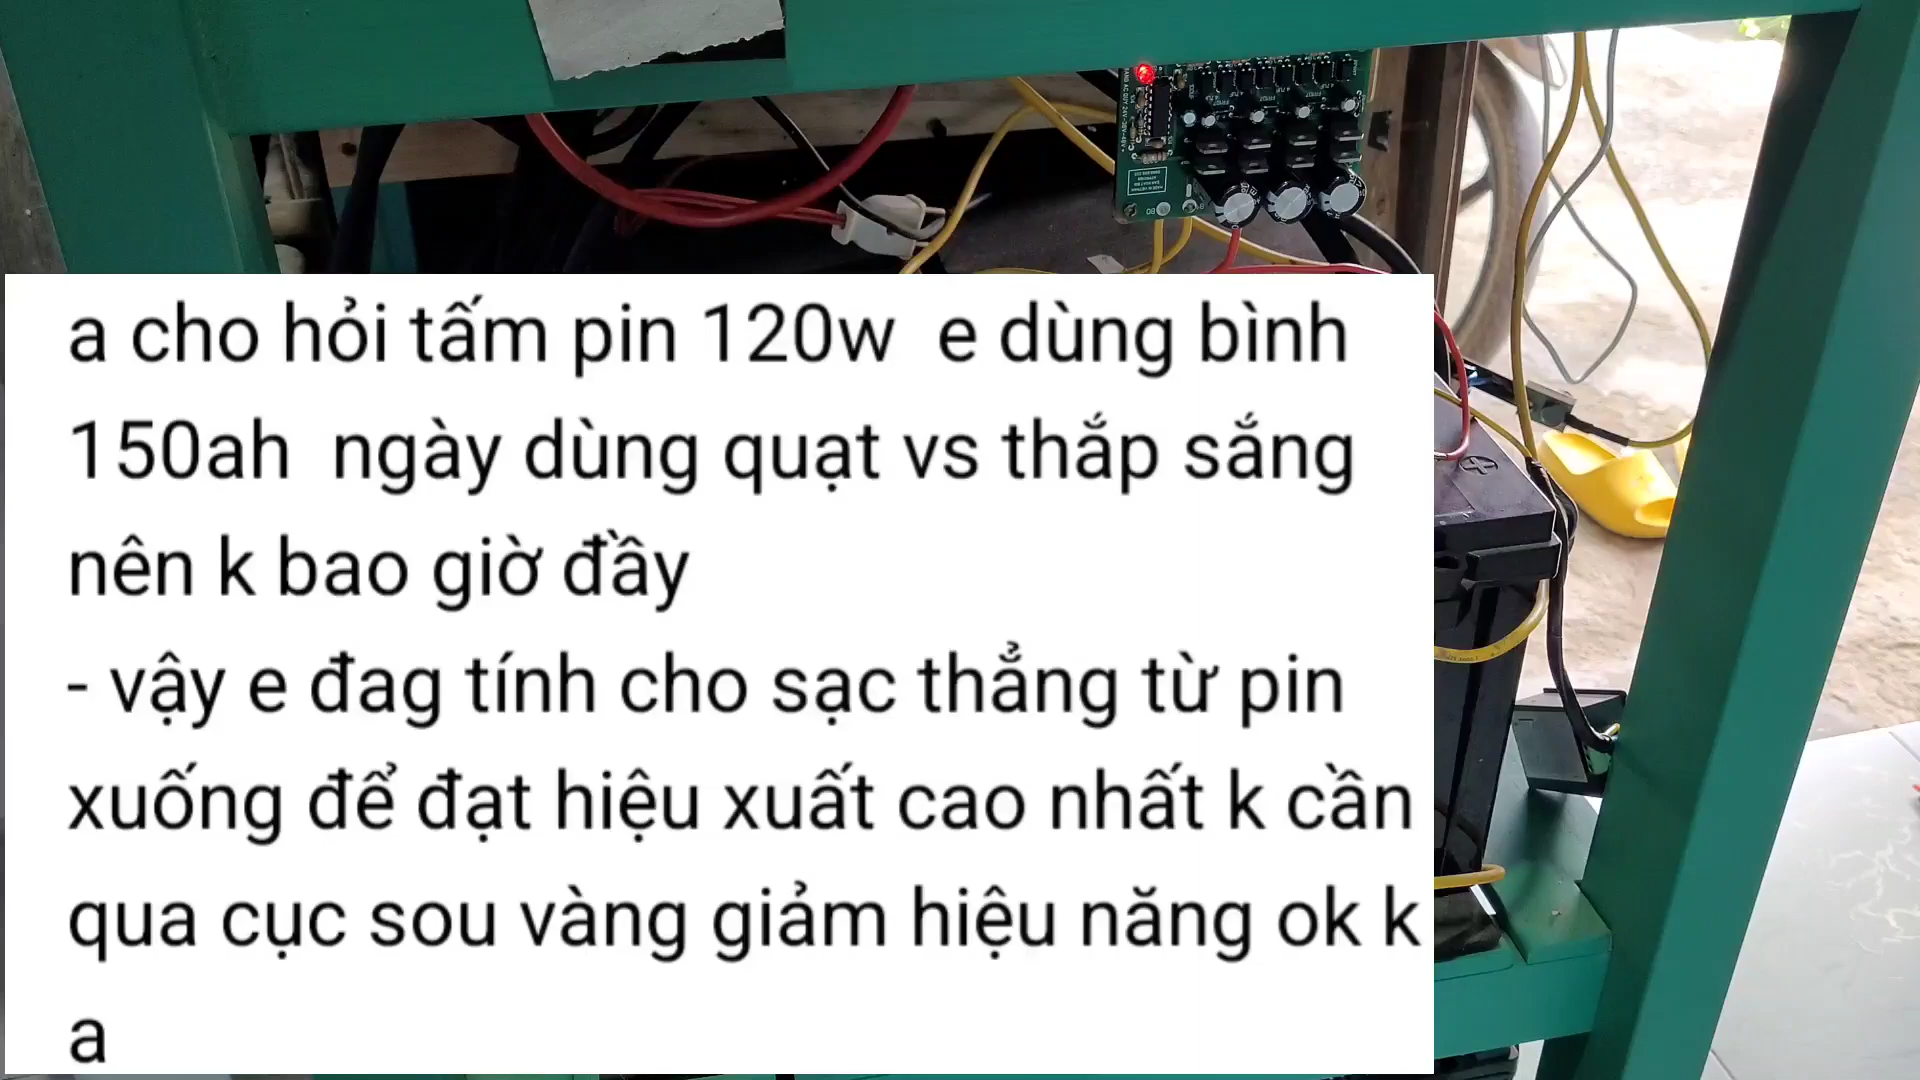 a cho hỏi tấm pin 120w e dùng bình
150ah ngày dùng quạt vs thắp sắng
nên k bao giờ đầy
- vậy e đag tính cho sạc thẳng từ pin
xuống để đạt hiệu xuất cao nhất k cần
qua cục sou vàng giảm hiệu năng ok k
a